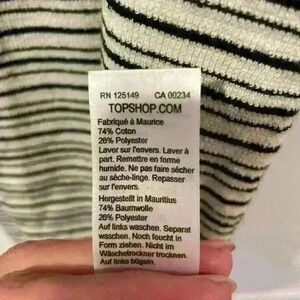 RN 125149 CA 00234
TOPSHOP.COM
Fabriqué à Maurice
74% Coton
26% Polyester
Laver sur l'envers. Laver à
part. Remettre en forme
humide. Ne pas faire sécher
au sèche-linge. Repasser
sur l'envers.
Hergestellt in Mauritius
74% Baumwolle
26% Polyester
Auf links waschen. Separat
waschen. Noch feucht in
Form ziehen. Nicht im
Wäschetrockner trocknen.
Auf links bügeln.